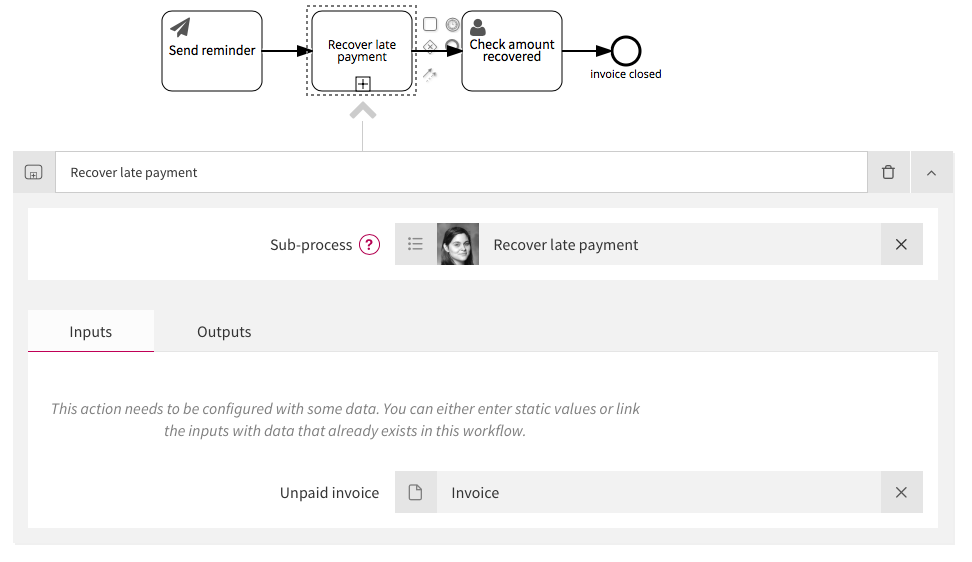 Send reminder
Recover late
payment
Check amount
recovered
invoice closed
Recover late payment
Sub-process ? Recover late payment
Inputs Outputs
This action needs to be configured with some data. You can either enter static values or link
the inputs with data that already exists in this workflow.
Unpaid invoice Invoice